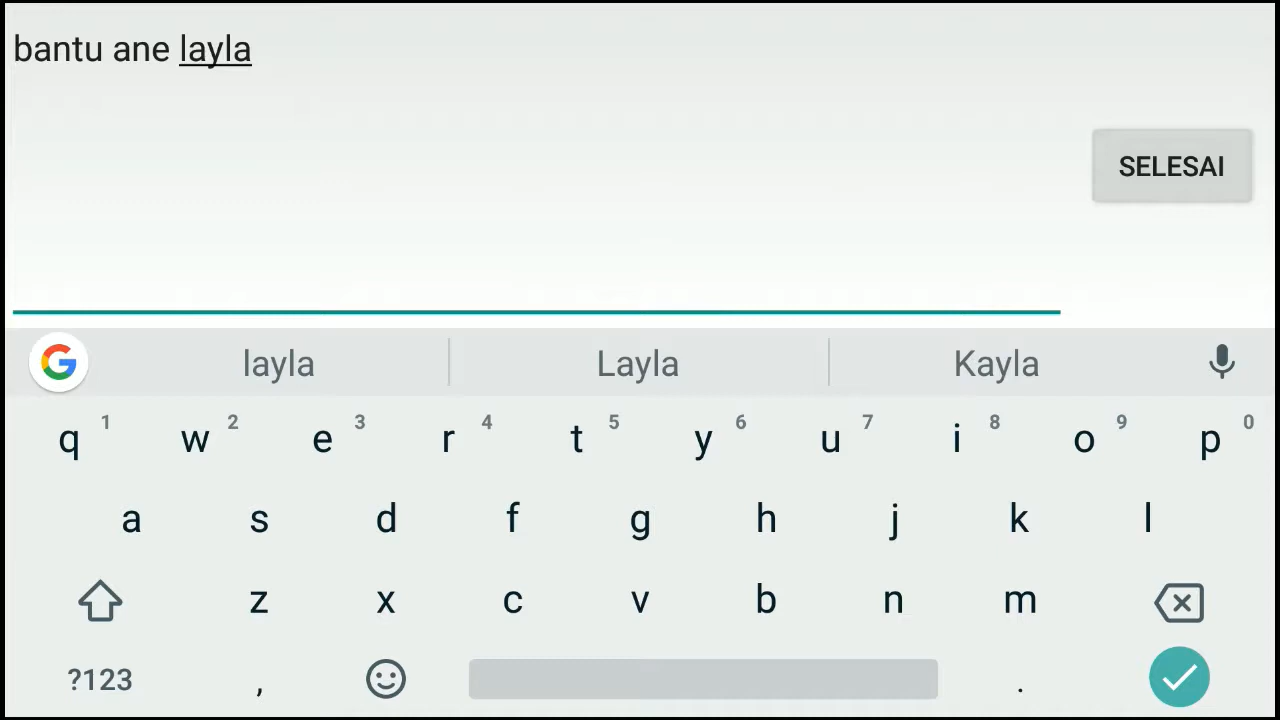 bantu ane layla
SELESAI
layla Layla Kayla
q 1 w 2 e 3 r 4 t 5 y 6 u 7 i 8 o 9 p 0
a s d f g h j k l
z x c v b n m
?123 , .